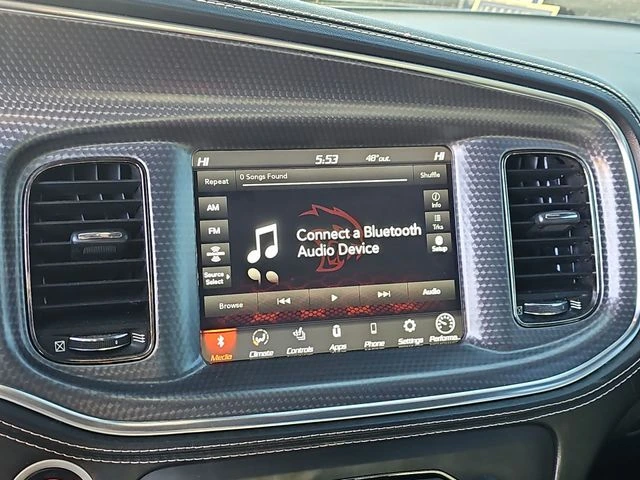 HI 5:53 48°out HI
Repeat 0 Songs Found Shuffle
AM
FM
Source
Select
Connect a Bluetooth
Audio Device
Info
Trks
Setup
Browse Audio
Media Climate Controls Apps Phone Settings Performa..